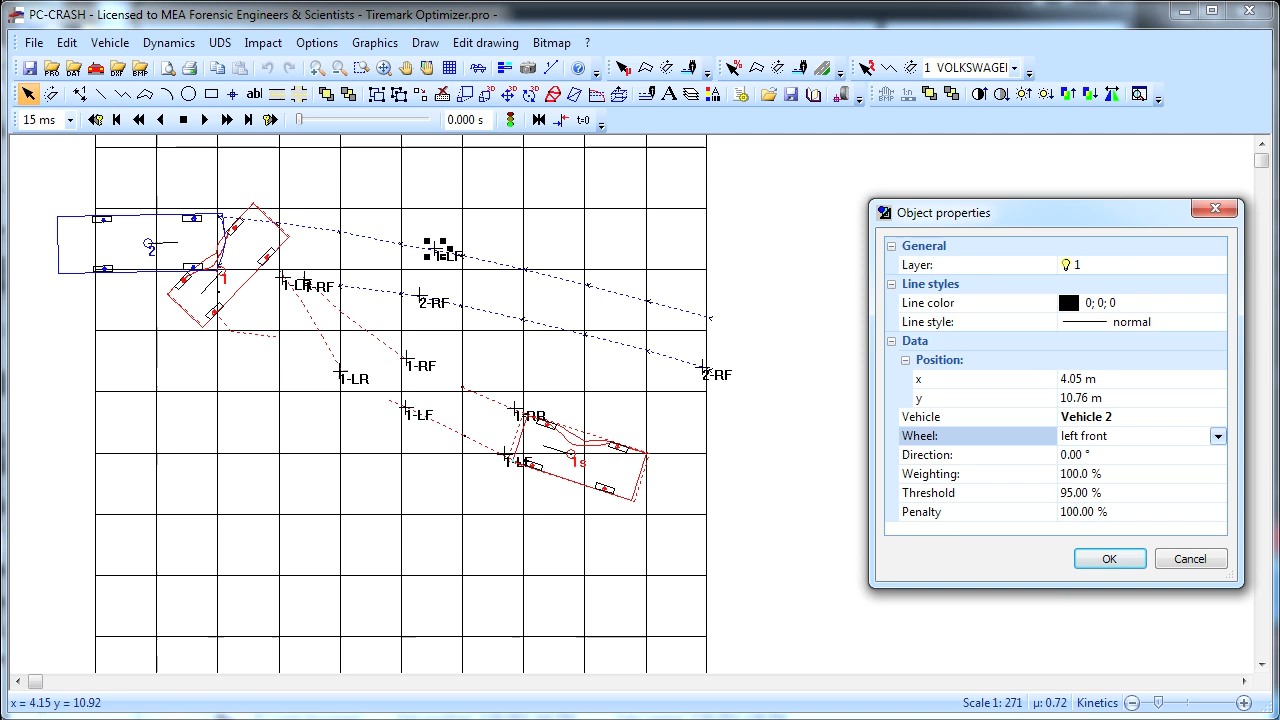 PC-CRASH - Licensed to MEA Forensic Engineers & Scientists - Tiremark Optimizer.pro -
File Edit Vehicle Dynamics UDS Impact Options Graphics Draw Edit drawing Bitmap ?
PRO DAT DXF BMP 1 VOLKSWAGEI
abl
15 ms 0.000 s t=0
Object properties
General
Layer: 1
Line styles
Line color 0; 0; 0
Line style: normal
Data
Position:
x 4.05 m
y 10.76 m
Vehicle Vehicle 2
Wheel: left front
Direction: 0.00 °
Weighting: 100.0 %
Threshold 95.00 %
Penalty 100.00 %
OK Cancel
2
1
1-LR
1-RF
2-RF
1-RF
1-LR
2-RF
1-LF
1-RR
1s
x = 4.15 y = 10.92 Scale 1: 271 µ: 0.72 Kinetics